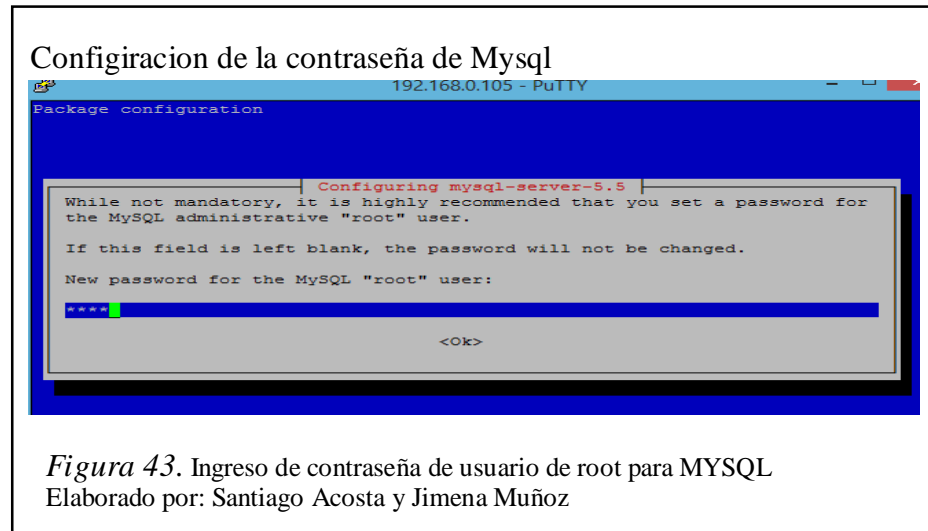 Configiracion de la contraseña de Mysql
192.168.0.105 - PuTTY
Package configuration
Configuring mysql-server-5.5
While not mandatory, it is highly recommended that you set a password for
the MySQL administrative "root" user.
If this field is left blank, the password will not be changed.
New password for the MySQL "root" user:
****
<Ok>
Figura 43. Ingreso de contraseña de usuario de root para MYSQL
Elaborado por: Santiago Acosta y Jimena Muñoz